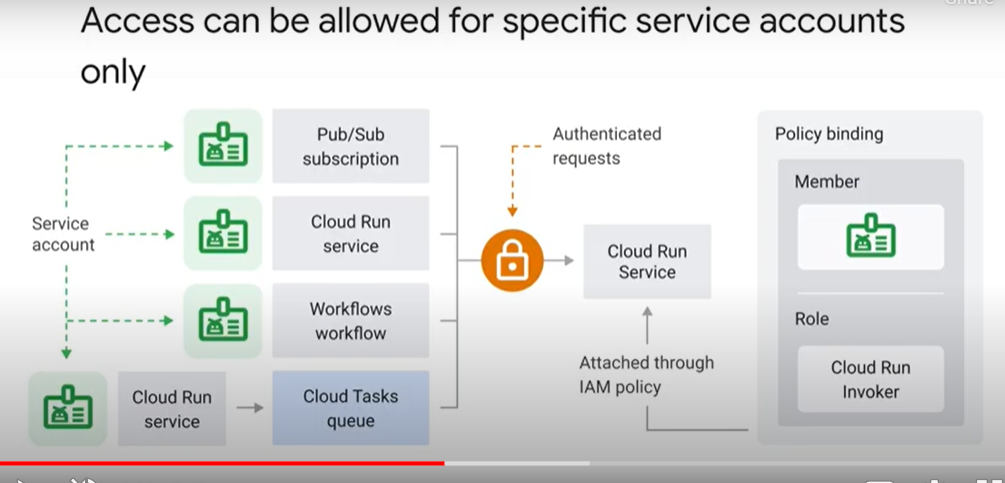 Access can be allowed for specific service accounts
only
Pub/Sub
subscription
Authenticated
requests
Policy binding
Member
Service
account
Cloud Run
service
Cloud Run
Service
Workflows
workflow
Role
Attached through
IAM policy
Cloud Run
Invoker
Cloud Run
service
Cloud Tasks
queue